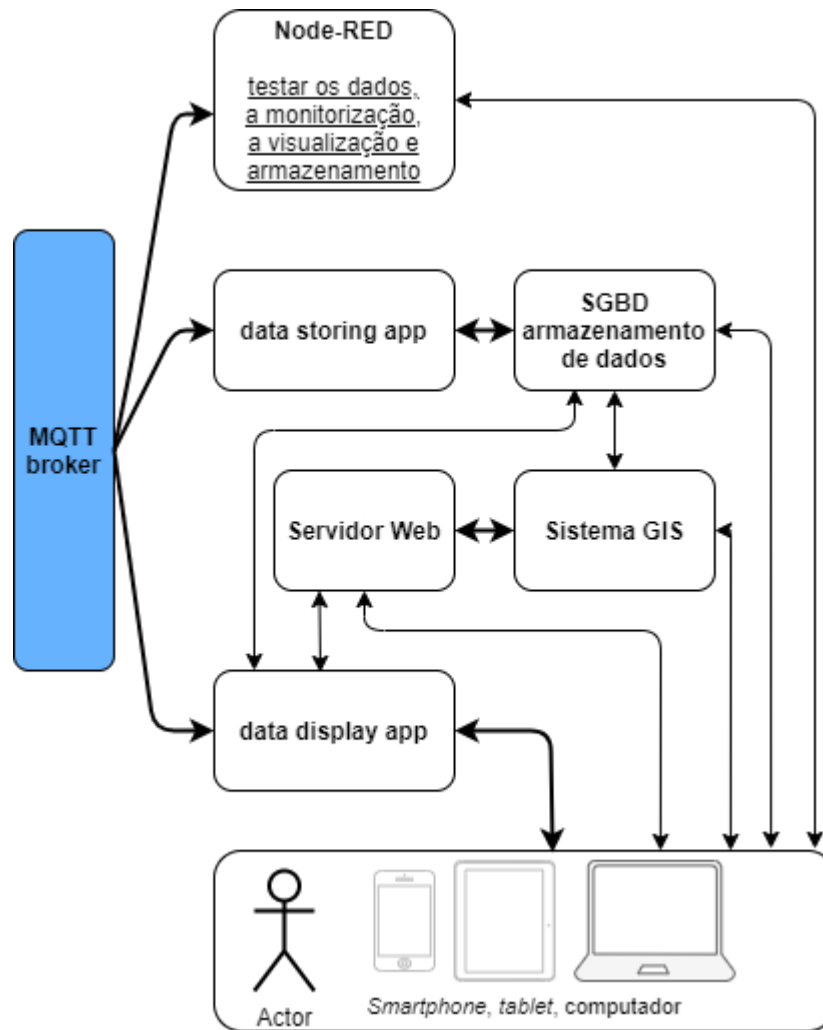 Node-RED
testar os dados,
a monitorização,
a visualização e
armazenamento
data storing app
SGBD
armazenamento
de dados
MQTT
broker
Servidor Web
Sistema GIS
data display app
Actor
Smartphone, tablet, computador